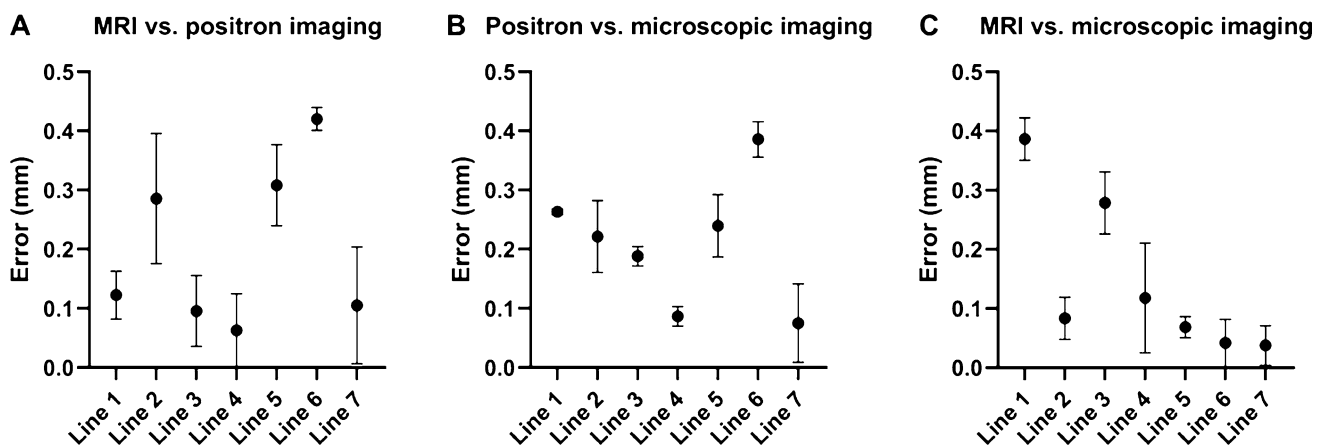 A MRI vs. positron imaging
Error (mm)
0.5
0.4
0.3
0.2
0.1
0.0
Line 1
Line 2
Line 3
Line 4
Line 5
Line 6
Line 7
B Positron vs. microscopic imaging
Error (mm)
0.5
0.4
0.3
0.2
0.1
0.0
Line 1
Line 2
Line 3
Line 4
Line 5
Line 6
Line 7
C MRI vs. microscopic imaging
Error (mm)
0.5
0.4
0.3
0.2
0.1
0.0
Line 1
Line 2
Line 3
Line 4
Line 5
Line 6
Line 7